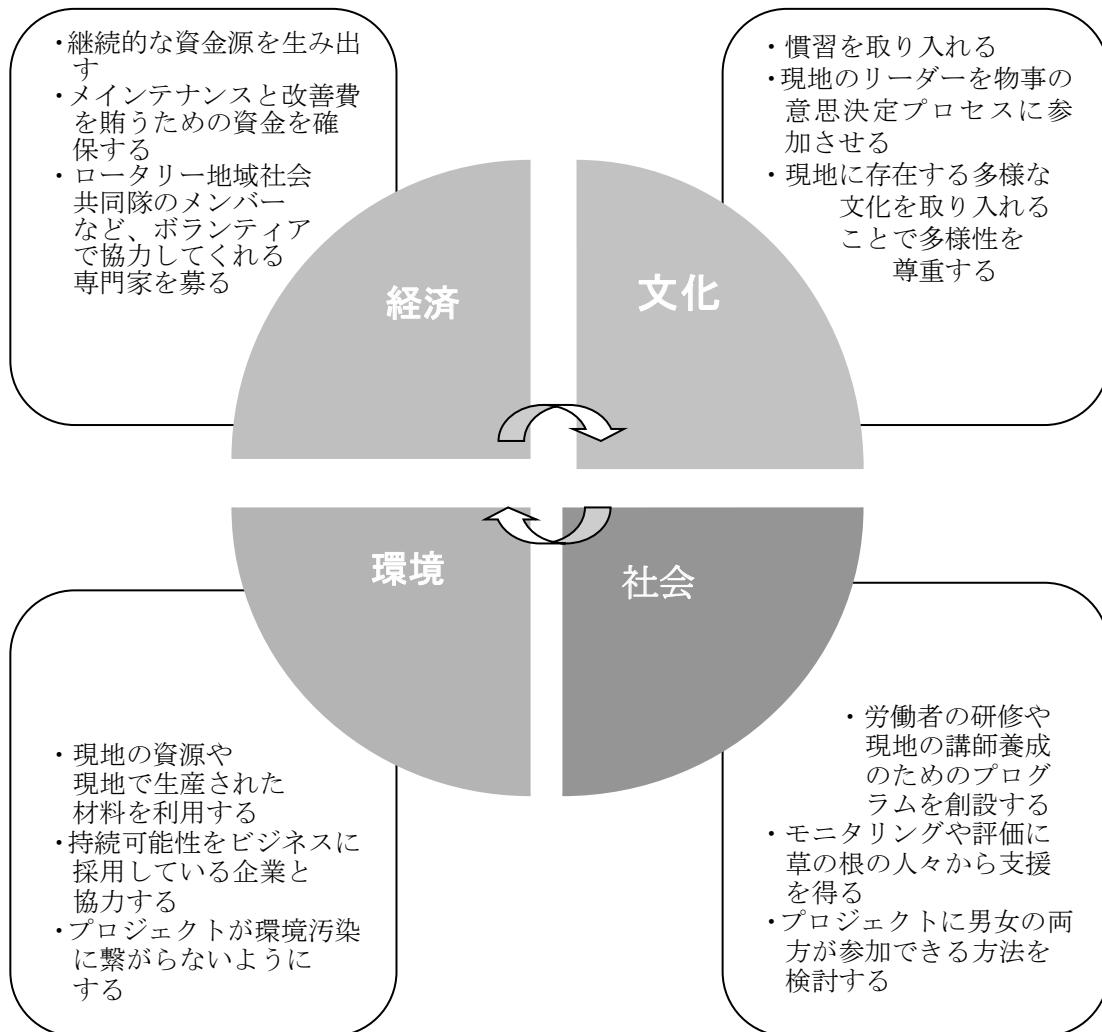 ・継続的な資金源を生み出
す
・メインテナンスと改善費
を賄うための資金を確
保する
・ロータリー地域社会
共同隊のメンバー
など、ボランティア
で協力してくれる
専門家を募る
・慣習を取り入れる
・現地のリーダーを物事の
意思決定プロセスに参
加させる
・現地に存在する多様な
文化を取り入れる
ことで多様性を
尊重する
経済
文化
環境
社会
・現地の資源や
現地で生産された
材料を利用する
・持続可能性をビジネスに
採用している企業と
協力する
・プロジェクトが環境汚染
に繋がらないように
する
・労働者の研修や
現地の講師養成
のためのプログ
ラムを創設する
・モニタリングや評価に
草の根の人々から支援
を得る
・プロジェクトに男女の両
方が参加できる方法を
検討する